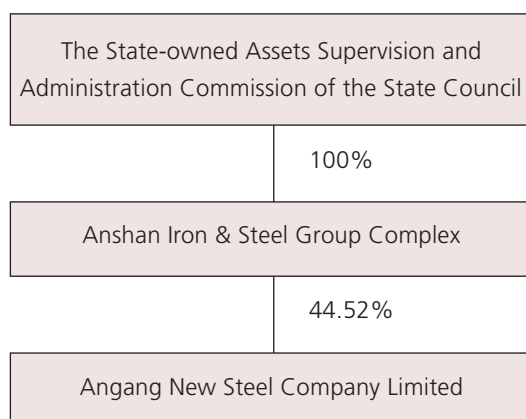 The State-owned Assets Supervision and
Administration Commission of the State Council
100%
Anshan Iron & Steel Group Complex
44.52%
Angang New Steel Company Limited